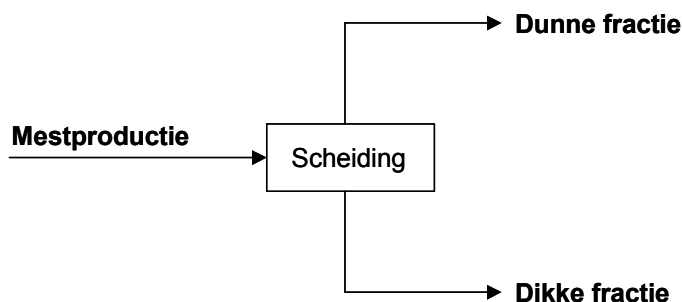 Dunne fractie
Mestproductie
Scheiding
Dikke fractie